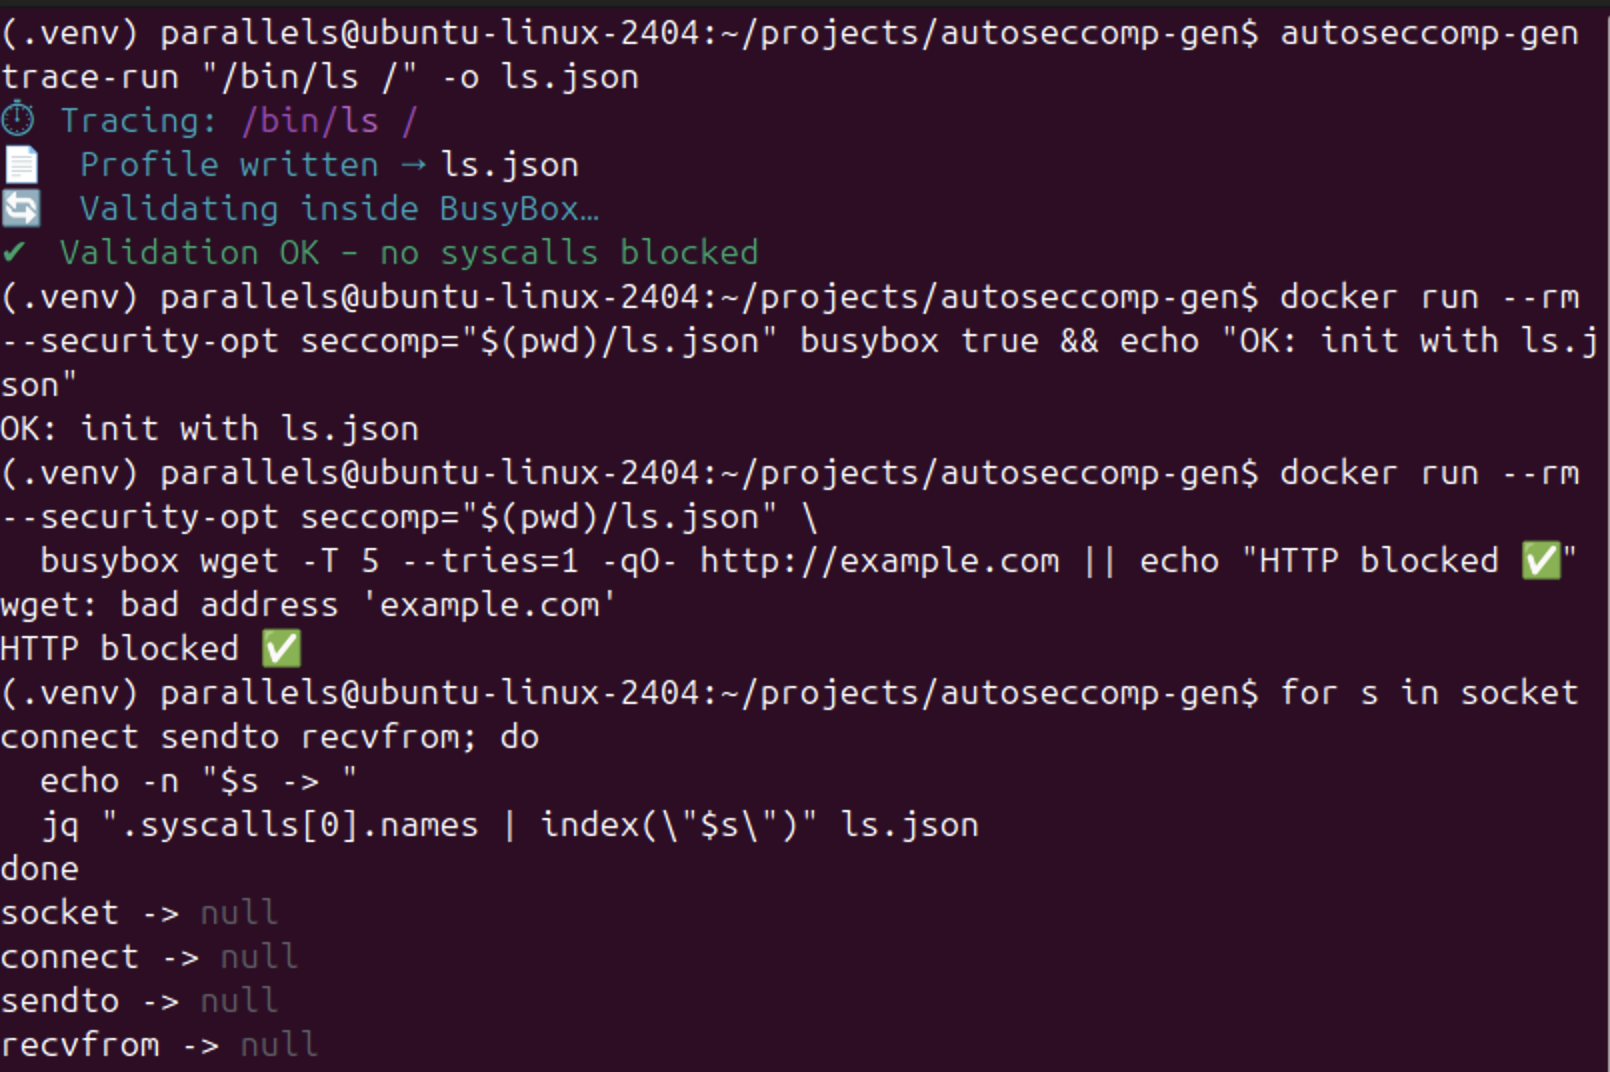 (.venv) parallels@ubuntu-linux-2404:~/projects/autoseccomp-gen$ autoseccomp-gen
trace-run "/bin/ls /" -o ls.json
⏱ Tracing: /bin/ls /
📄 Profile written → ls.json
🔄 Validating inside BusyBox…
✔ Validation OK – no syscalls blocked
(.venv) parallels@ubuntu-linux-2404:~/projects/autoseccomp-gen$ docker run --rm
--security-opt seccomp="$(pwd)/ls.json" busybox true && echo "OK: init with ls.j
son"
OK: init with ls.json
(.venv) parallels@ubuntu-linux-2404:~/projects/autoseccomp-gen$ docker run --rm
--security-opt seccomp="$(pwd)/ls.json" \
  busybox wget -T 5 --tries=1 -qO- http://example.com || echo "HTTP blocked ✅"
wget: bad address 'example.com'
HTTP blocked ✅
(.venv) parallels@ubuntu-linux-2404:~/projects/autoseccomp-gen$ for s in socket
connect sendto recvfrom; do
  echo -n "$s -> "
  jq ".syscalls[0].names | index(\"$s\")" ls.json
done
socket -> null
connect -> null
sendto -> null
recvfrom -> null